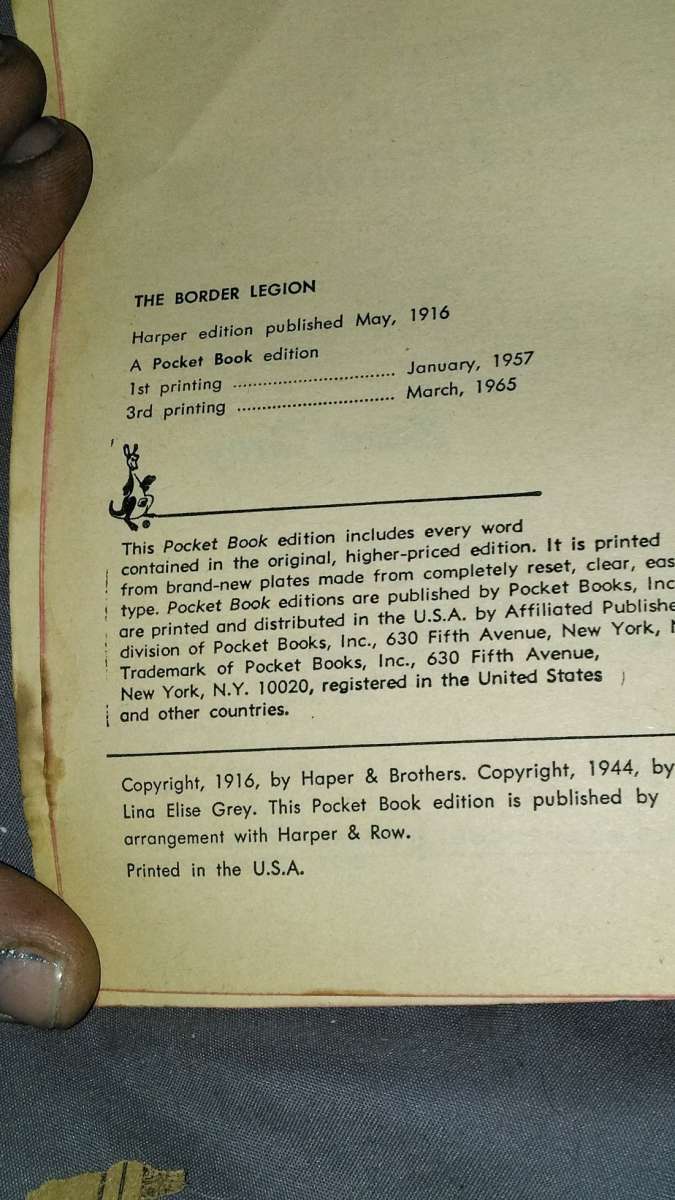 THE BORDER LEGION
Harper edition published May, 1916
A Pocket Book edition
1st printing .............................. January, 1957
3rd printing .............................. March, 1965
This Pocket Book edition includes every word
contained in the original, higher-priced edition. It is printed
from brand-new plates made from completely reset, clear, eas
type. Pocket Book editions are published by Pocket Books, Inc
are printed and distributed in the U.S.A. by Affiliated Publishe
division of Pocket Books, Inc., 630 Fifth Avenue, New York, N
Trademark of Pocket Books, Inc., 630 Fifth Avenue,
New York, N.Y. 10020, registered in the United States
and other countries.
Copyright, 1916, by Haper & Brothers. Copyright, 1944, by
Lina Elise Grey. This Pocket Book edition is published by
arrangement with Harper & Row.
Printed in the U.S.A.